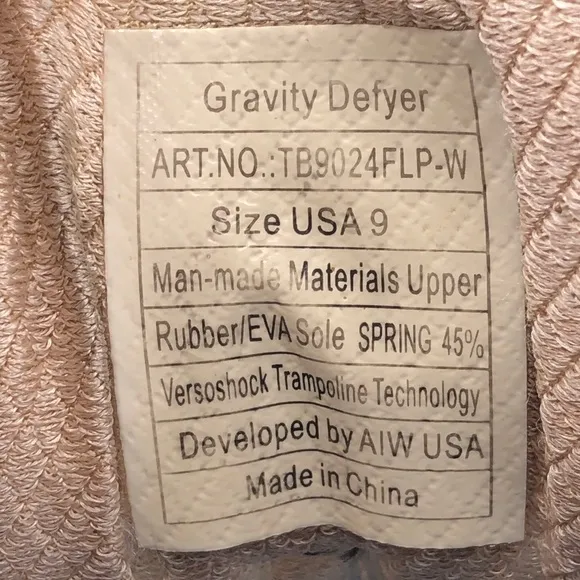 Gravity Defyer
ART.NO.:TB9024FLP-W
Size USA 9
Man-made Materials Upper
Rubber/EVA Sole SPRING 45%
Versoshock Trampoline Technology
Developed by AIW USA
Made in China